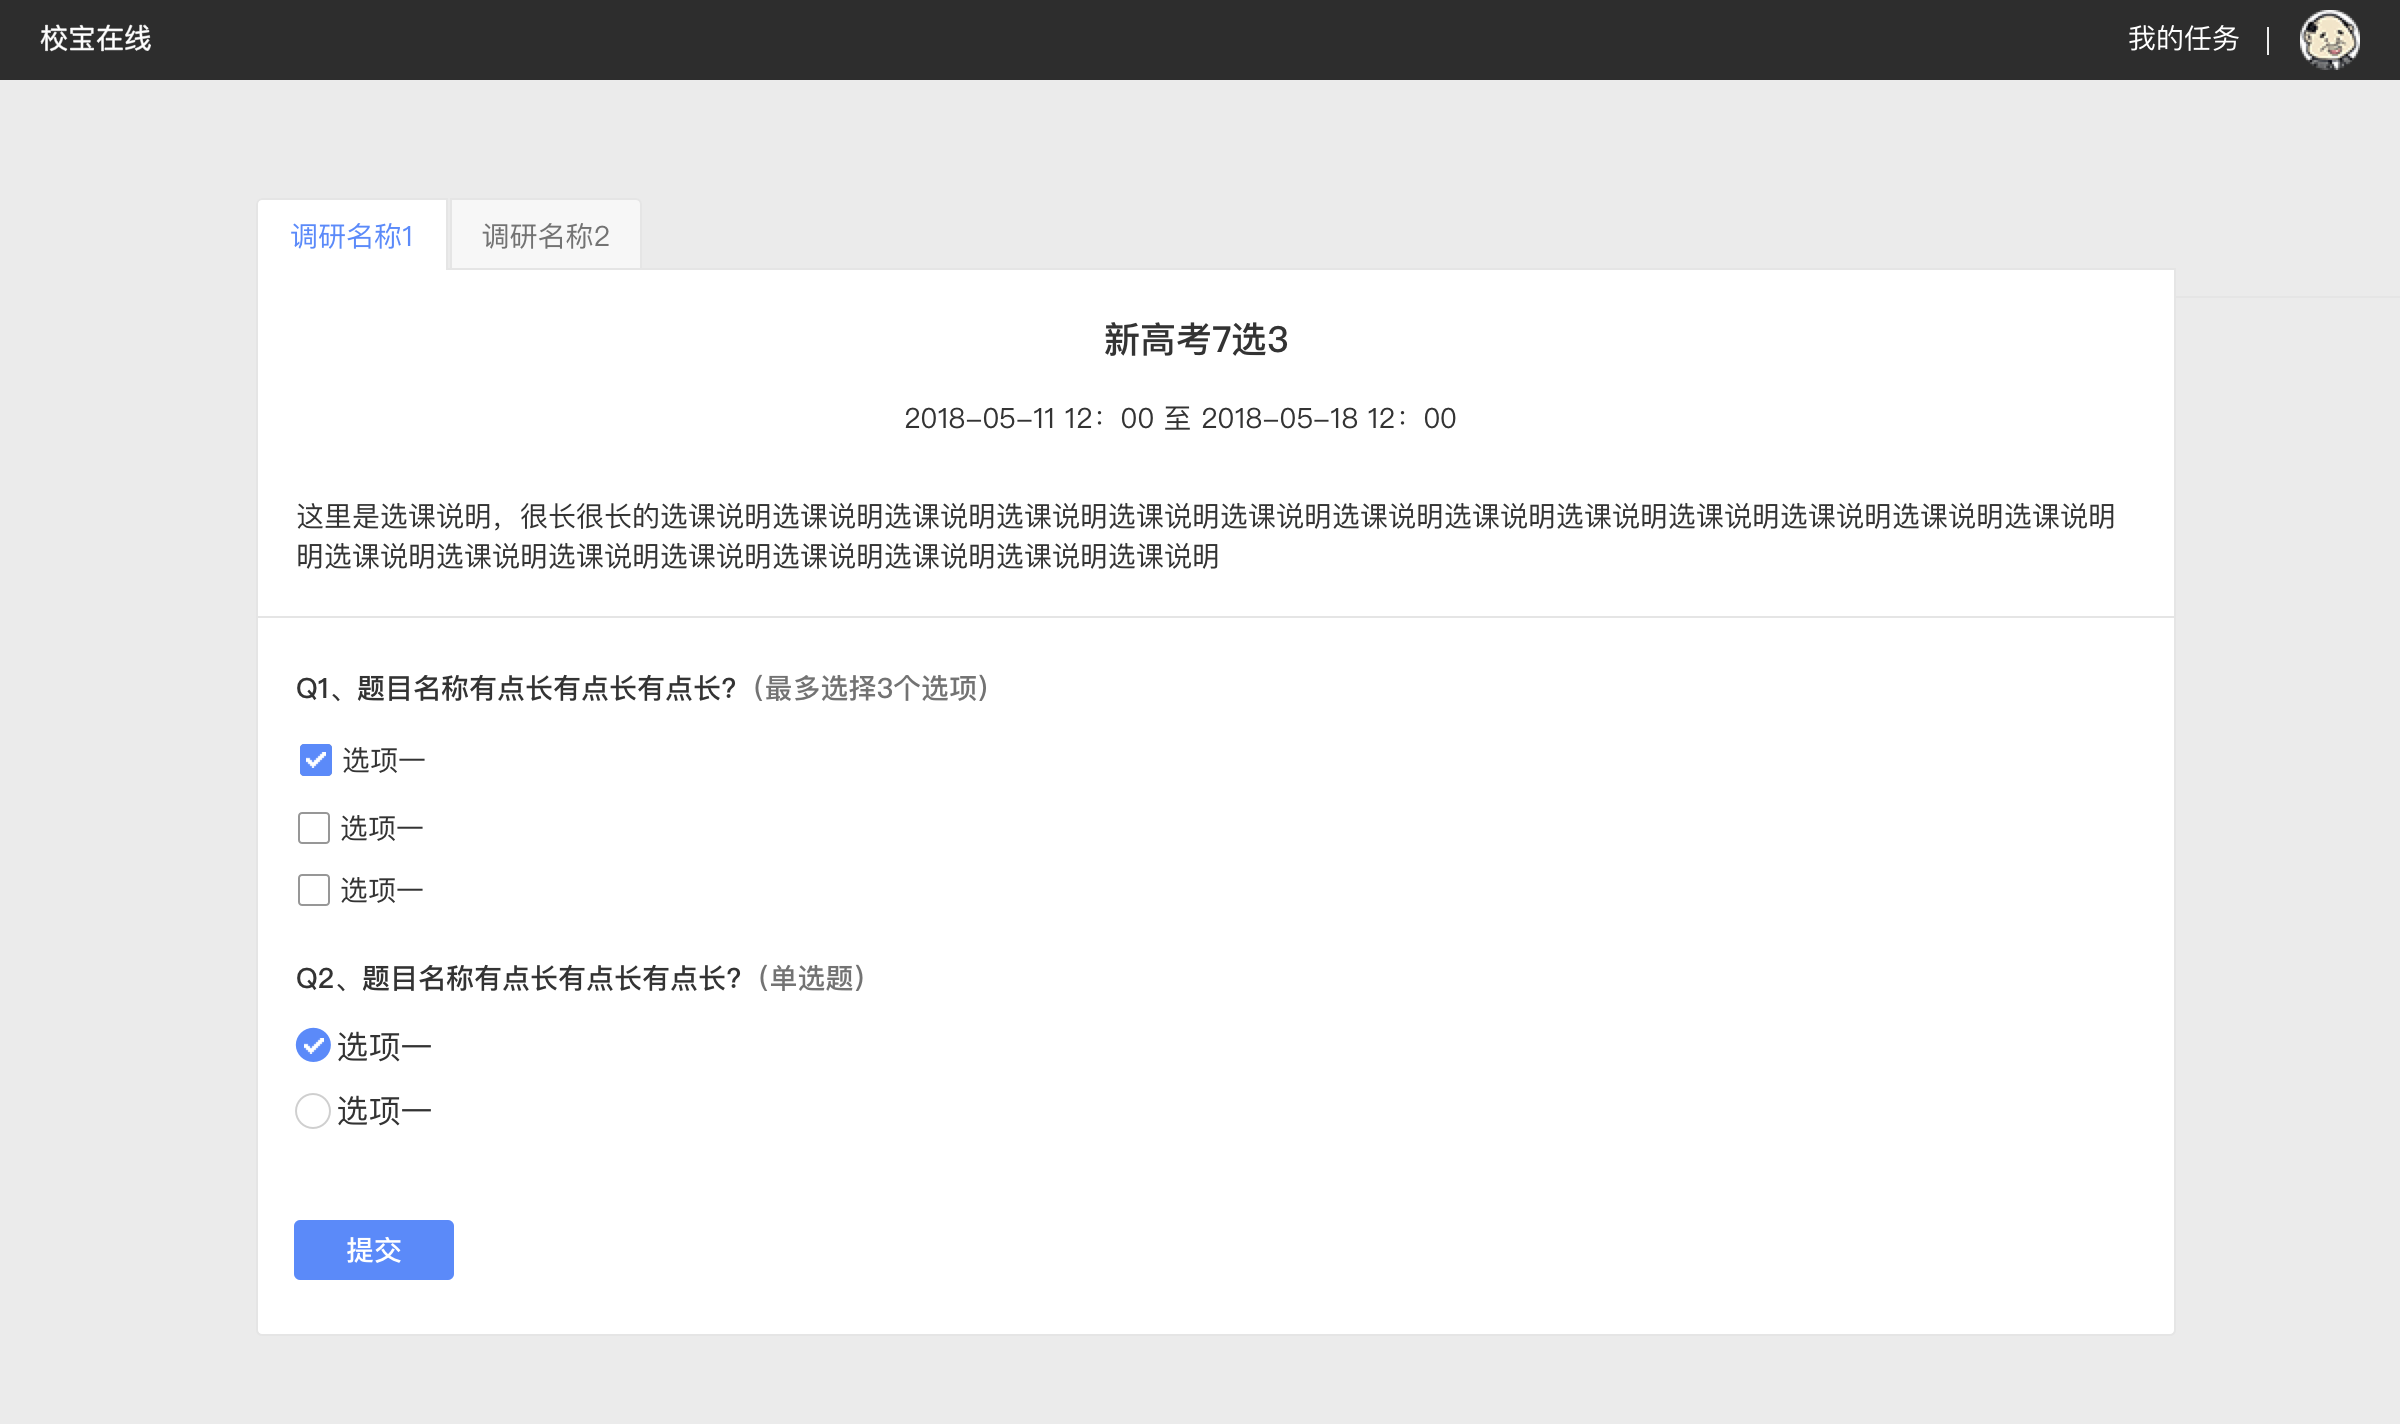 校宝在线
我的任务
调研名称1
调研名称2
新高考7选3
2018-05-11 12：00 至 2018-05-18 12：00
这里是选课说明，很长很长的选课说明选课说明选课说明选课说明选课说明选课说明选课说明选课说明选课说明选课说明选课说明选课说明选课说明
明选课说明选课说明选课说明选课说明选课说明选课说明选课说明选课说明
Q1、题目名称有点长有点长有点长？（最多选择3个选项）
选项一
选项一
选项一
Q2、题目名称有点长有点长有点长？（单选题）
选项一
选项一
提交